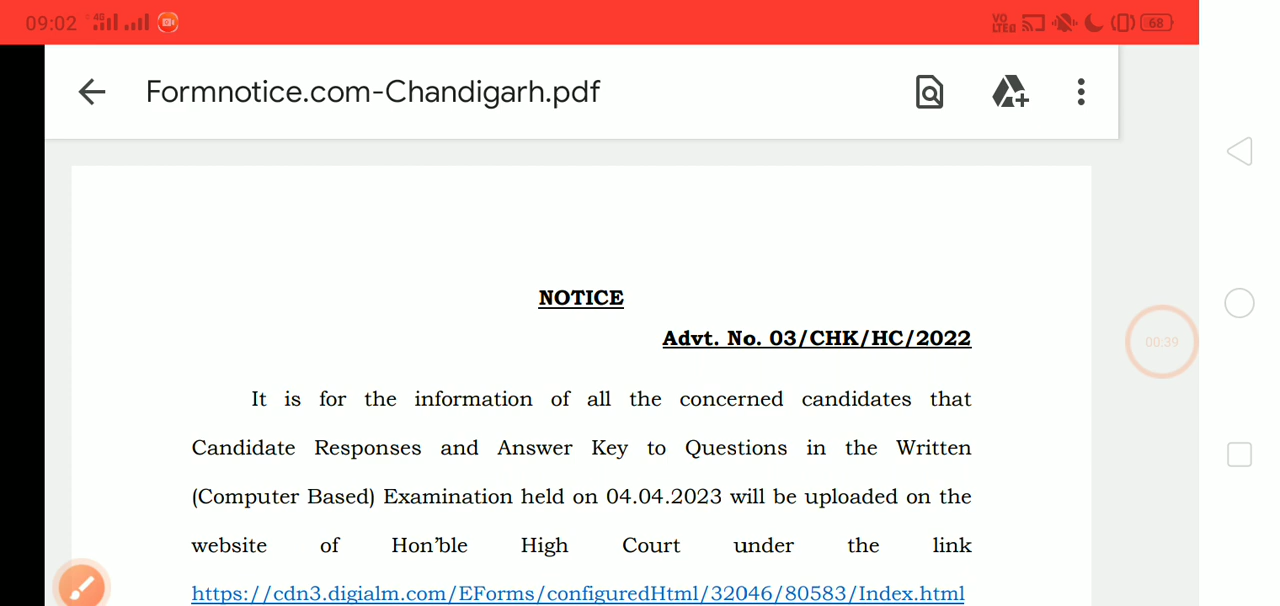 09:02 4G VO LTE 68
Formnotice.com-Chandigarh.pdf
NOTICE
Advt. No. 03/CHK/HC/2022
00:39
It is for the information of all the concerned candidates that
Candidate Responses and Answer Key to Questions in the Written
(Computer Based) Examination held on 04.04.2023 will be uploaded on the
website of Hon’ble High Court under the link
https://cdn3.digialm.com/EForms/configuredHtml/32046/80583/Index.html